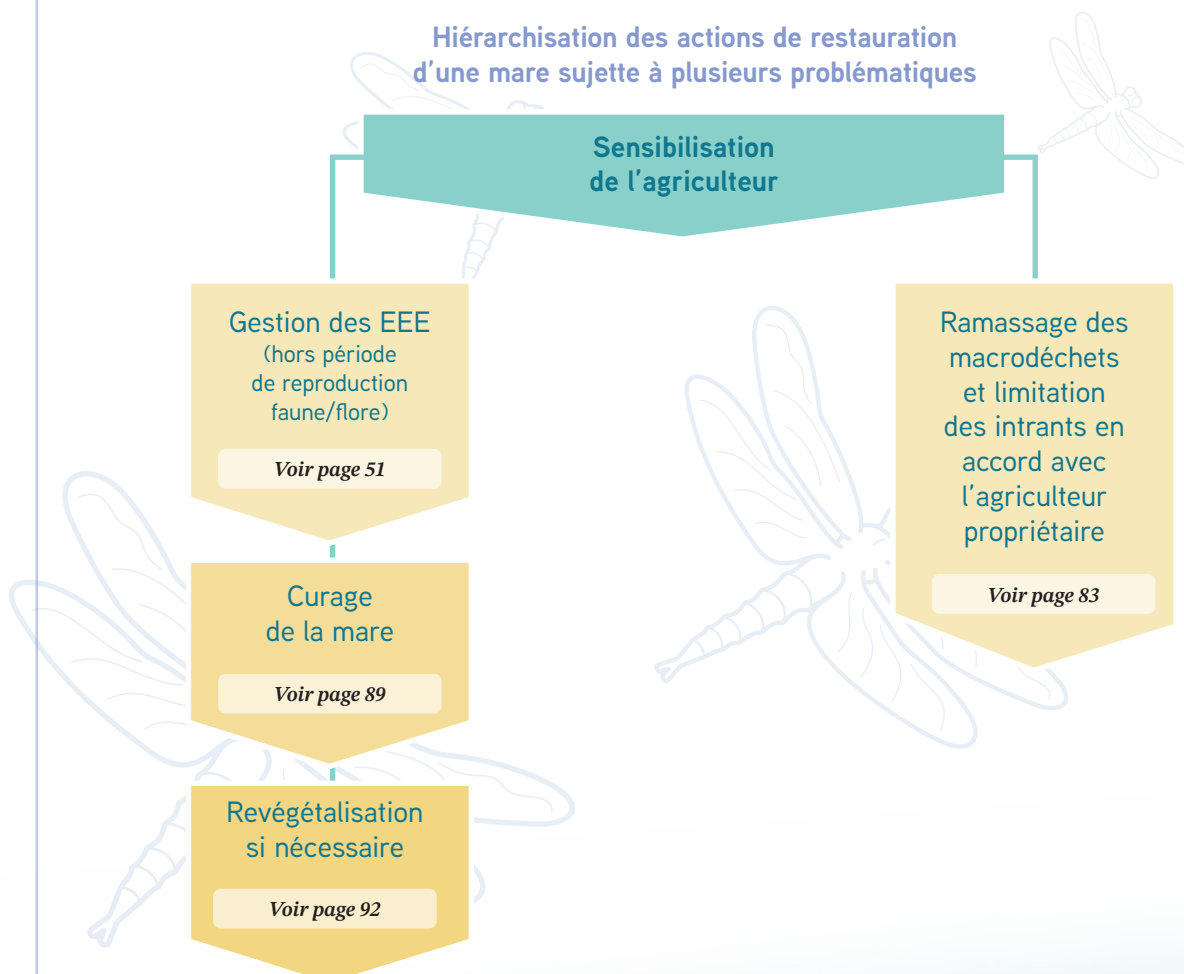 Hiérarchisation des actions de restauration
d'une mare sujette à plusieurs problématiques
Sensibilisation
de l'agriculteur
Gestion des EEE
(hors période
de reproduction
faune/flore)
Voir page 51
Curage
de la mare
Voir page 89
Revégétalisation
si nécessaire
Voir page 92
Ramassage des
macrodéchets
et limitation
des intrants en
accord avec
l'agriculteur
propriétaire
Voir page 83